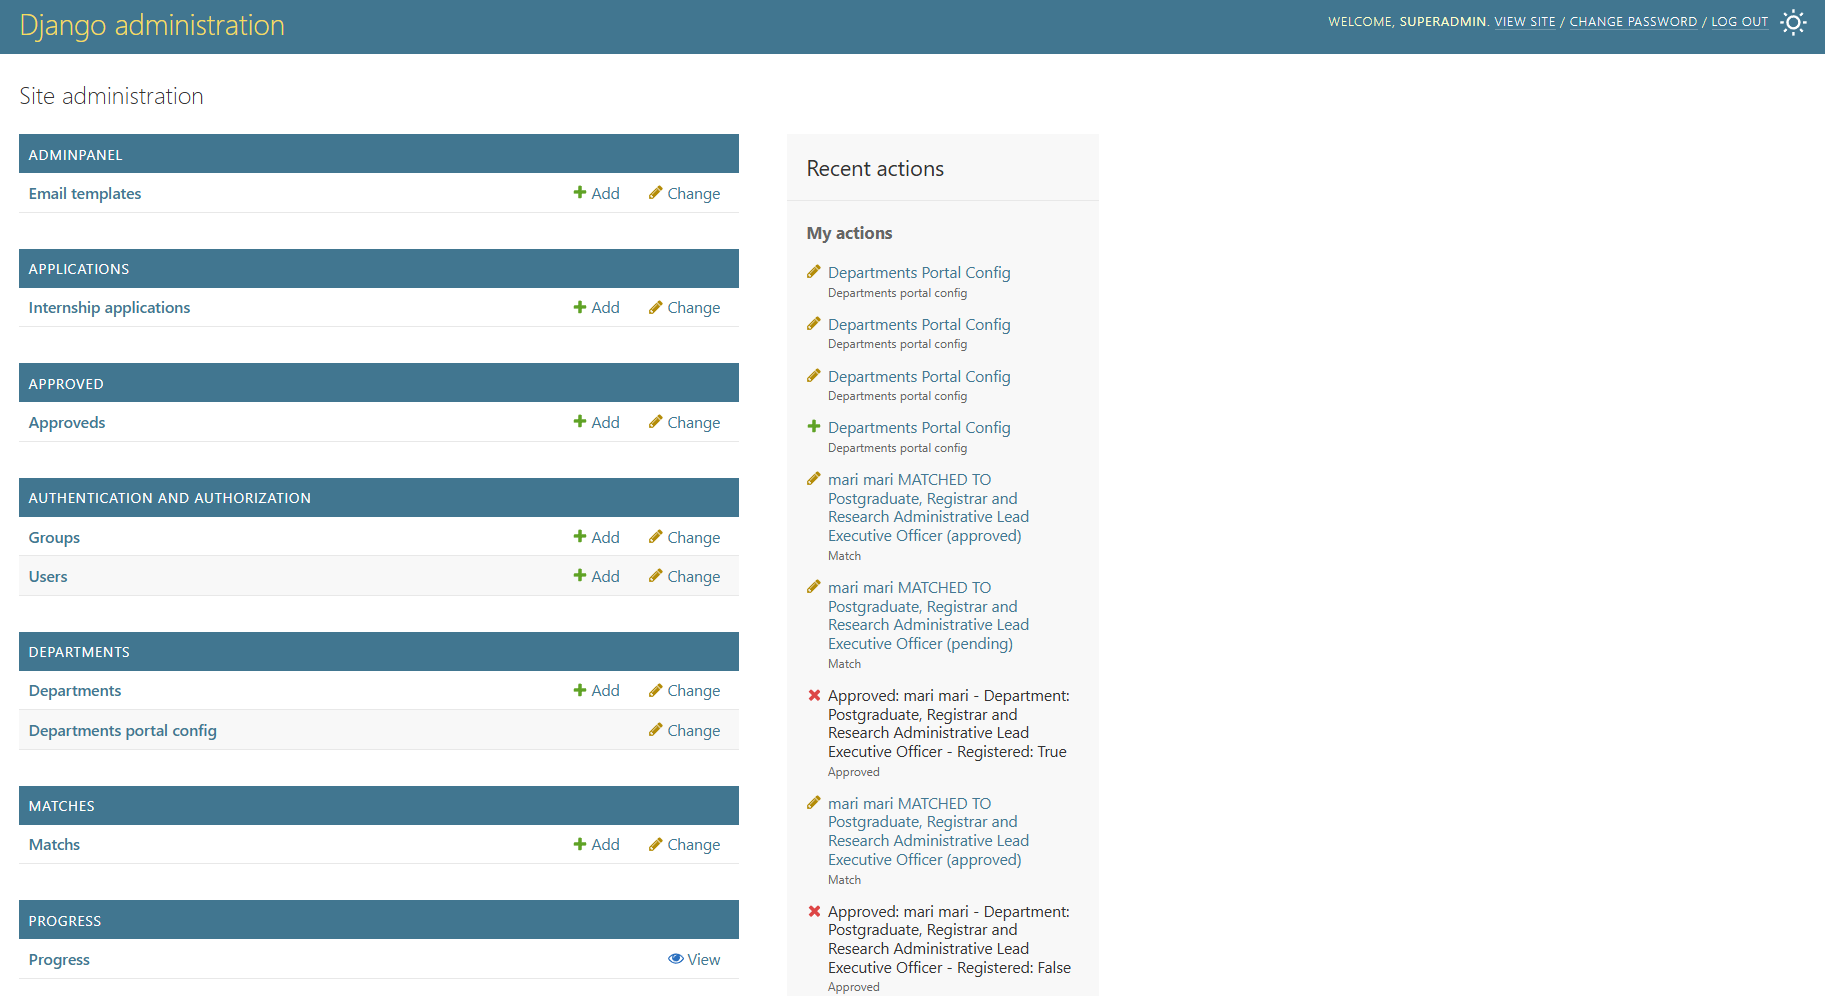 Django administration
WELCOME, SUPERADMIN. VIEW SITE / CHANGE PASSWORD / LOG OUT
Site administration
ADMINPANEL
Email templates Add Change
APPLICATIONS
Internship applications Add Change
APPROVED
Approveds Add Change
AUTHENTICATION AND AUTHORIZATION
Groups Add Change
Users Add Change
DEPARTMENTS
Departments Add Change
Departments portal config Change
MATCHES
Matchs Add Change
PROGRESS
Progress View
Recent actions
My actions
Departments Portal Config
Departments portal config
Departments Portal Config
Departments portal config
Departments Portal Config
Departments portal config
Departments Portal Config
Departments portal config
mari mari MATCHED TO
Postgraduate, Registrar and
Research Administrative Lead
Executive Officer (approved)
Match
mari mari MATCHED TO
Postgraduate, Registrar and
Research Administrative Lead
Executive Officer (pending)
Match
Approved: mari mari - Department:
Postgraduate, Registrar and
Research Administrative Lead
Executive Officer - Registered: True
Approved
mari mari MATCHED TO
Postgraduate, Registrar and
Research Administrative Lead
Executive Officer (approved)
Match
Approved: mari mari - Department:
Postgraduate, Registrar and
Research Administrative Lead
Executive Officer - Registered: False
Approved